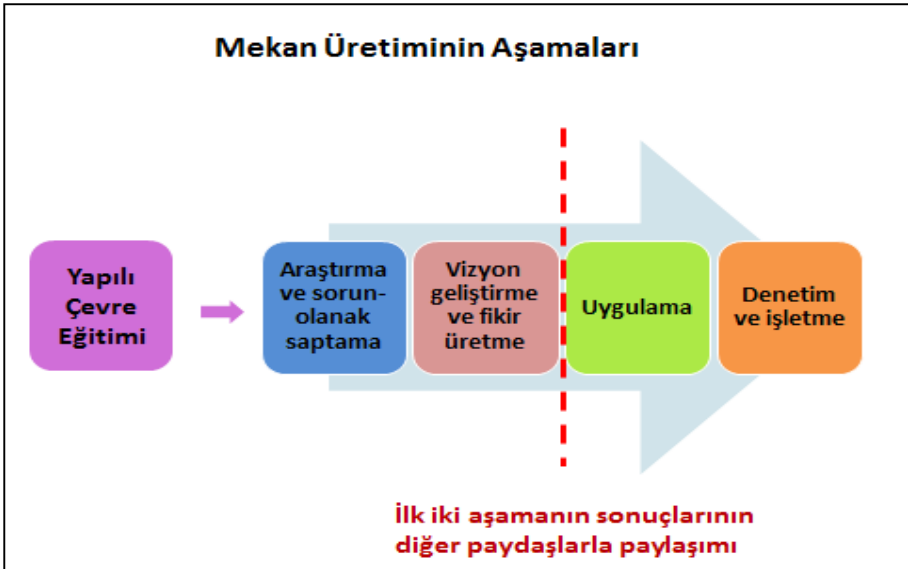 Mekan Üretiminin Aşamaları
Yapılı
Çevre
Eğitimi
Araştırma
ve sorun-
olanak
saptama
Vizyon
geliştirme
ve fikir
üretme
Uygulama
Denetim
ve işletme
İlk iki aşamanın sonuçlarının
diğer paydaşlarla paylaşımı